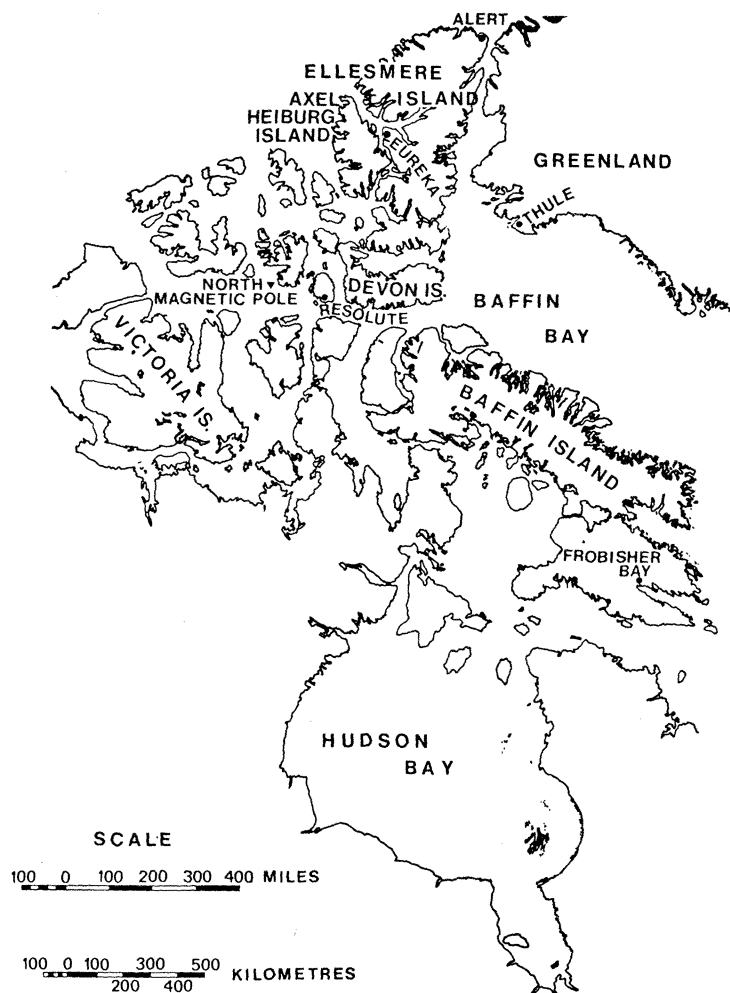 ALERT
ELLESMERE
ISLAND
AXEL
HEIBURG
ISLAND
EUREKA
GREENLAND
THULE
NORTH
MAGNETIC POLE
DEVON IS.
RESOLUTE
BAFFIN
BAY
VICTORIA IS.
BAFFIN ISLAND
FROBISHER
BAY
HUDSON
BAY
SCALE
100 0 100 200 300 400 MILES
100 0 100 300 500 KILOMETRES
200 400